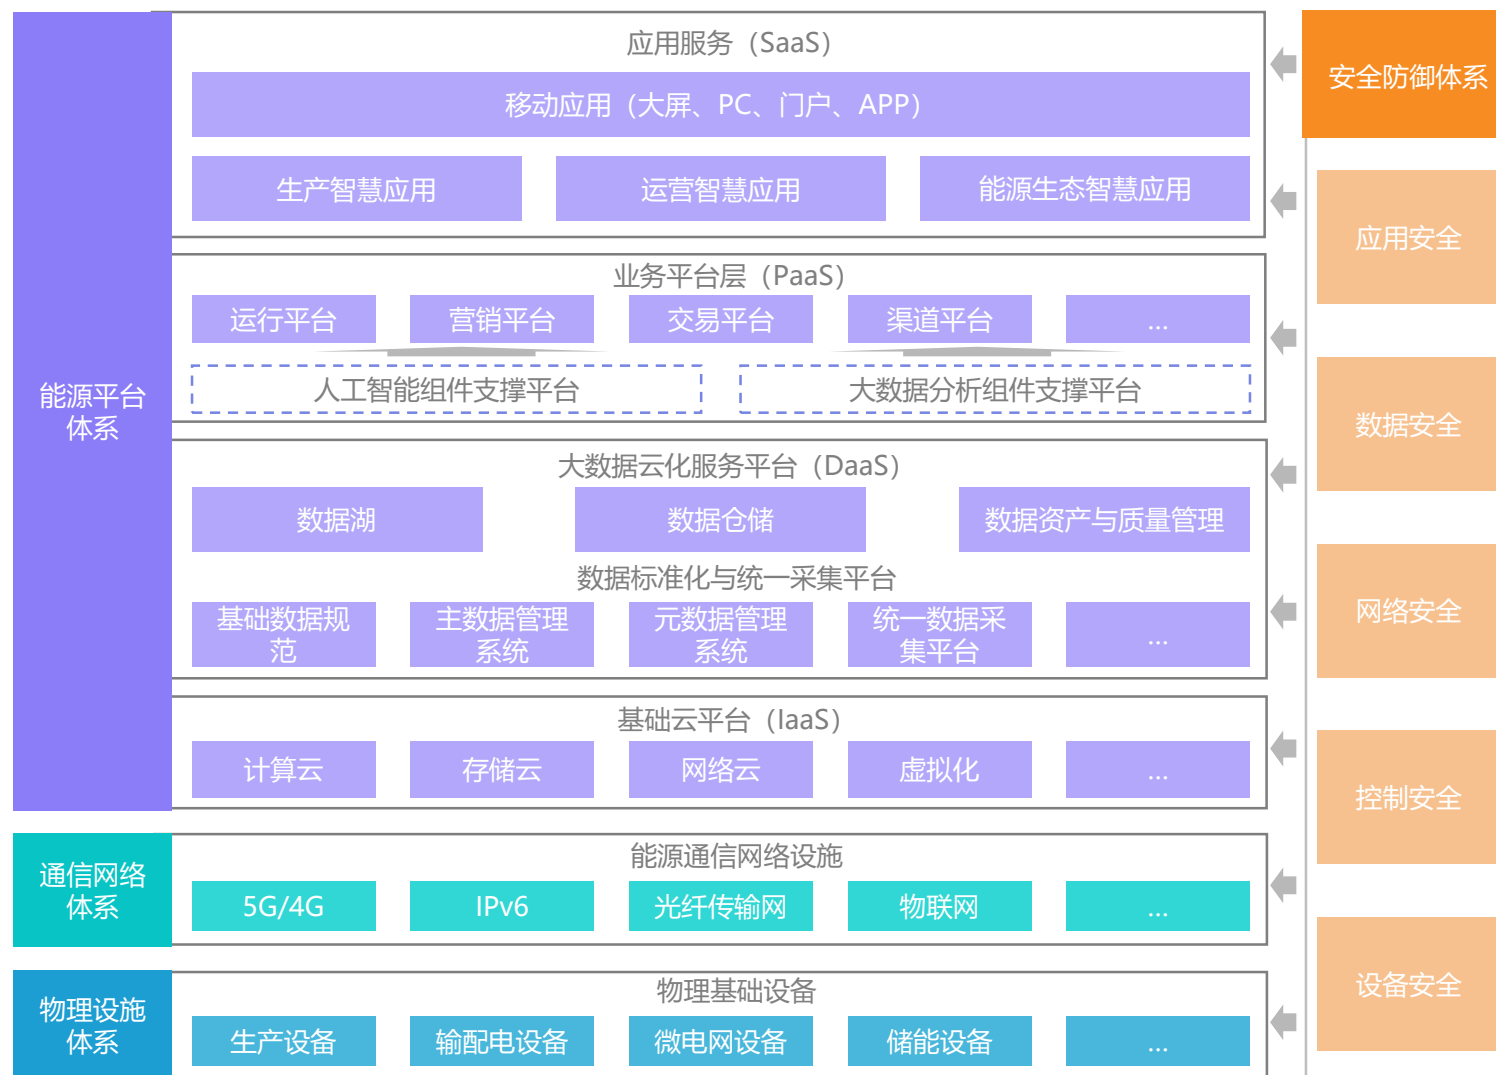 应用服务（SaaS）
移动应用（大屏、PC、门户、APP）
生产智慧应用
运营智慧应用
能源生态智慧应用
能源平台
体系
业务平台层（PaaS）
运行平台
营销平台
交易平台
渠道平台
...
人工智能组件支撑平台
大数据分析组件支撑平台
大数据云化服务平台（DaaS）
数据湖
数据仓储
数据资产与质量管理
数据标准化与统一采集平台
基础数据规
范
主数据管理
系统
元数据管理
系统
统一数据采
集平台
...
基础云平台（IaaS）
计算云
存储云
网络云
虚拟化
...
通信网络
体系
能源通信网络设施
5G/4G
IPv6
光纤传输网
物联网
...
物理设施
体系
物理基础设备
生产设备
输配电设备
微电网设备
储能设备
...
安全防御体系
应用安全
数据安全
网络安全
控制安全
设备安全